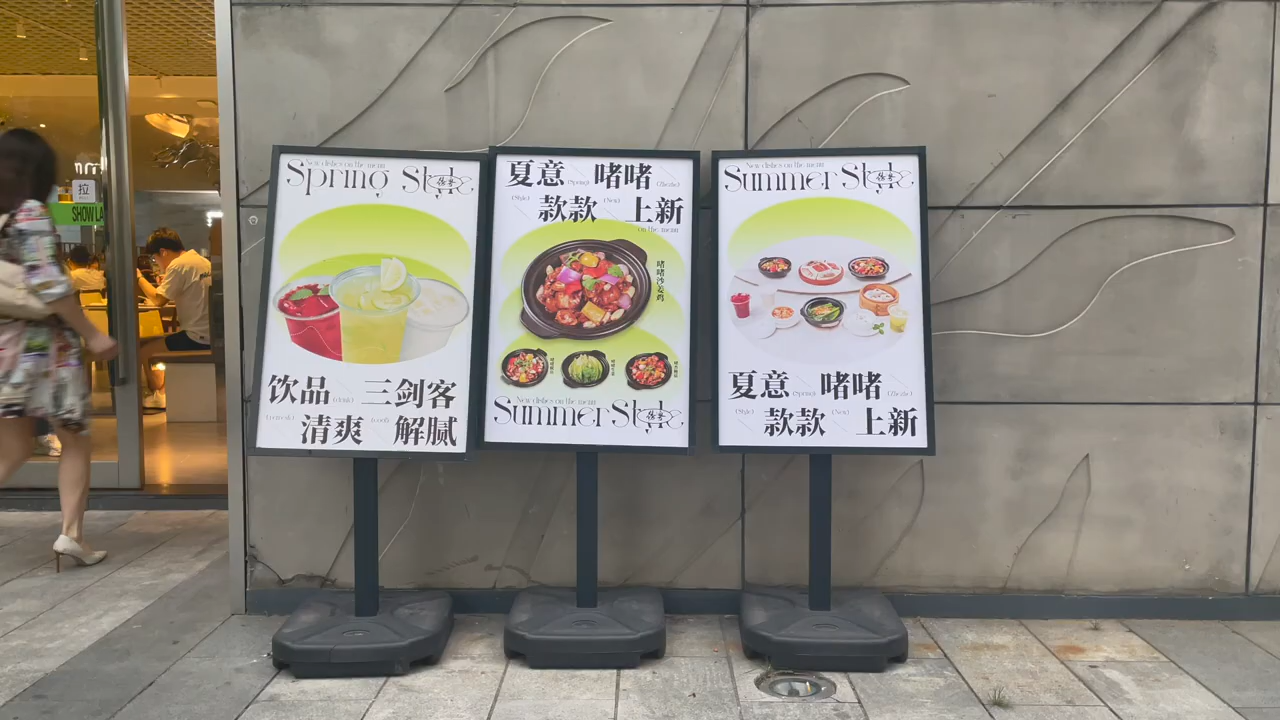 拉
SHOW LA
New dishes on the menu
Spring Style
饮品 三剑客
清爽 解腻
夏意 (Spring) 啫啫 (Zhezhe)
(Style) 款款 (New) 上新
on the menu
啫啫沙姜鸡
New dishes on the menu
Summer Style
New dishes on the menu
Summer Style
夏意 (Spring) 啫啫 (Zhezhe)
(Style) 款款 (New) 上新